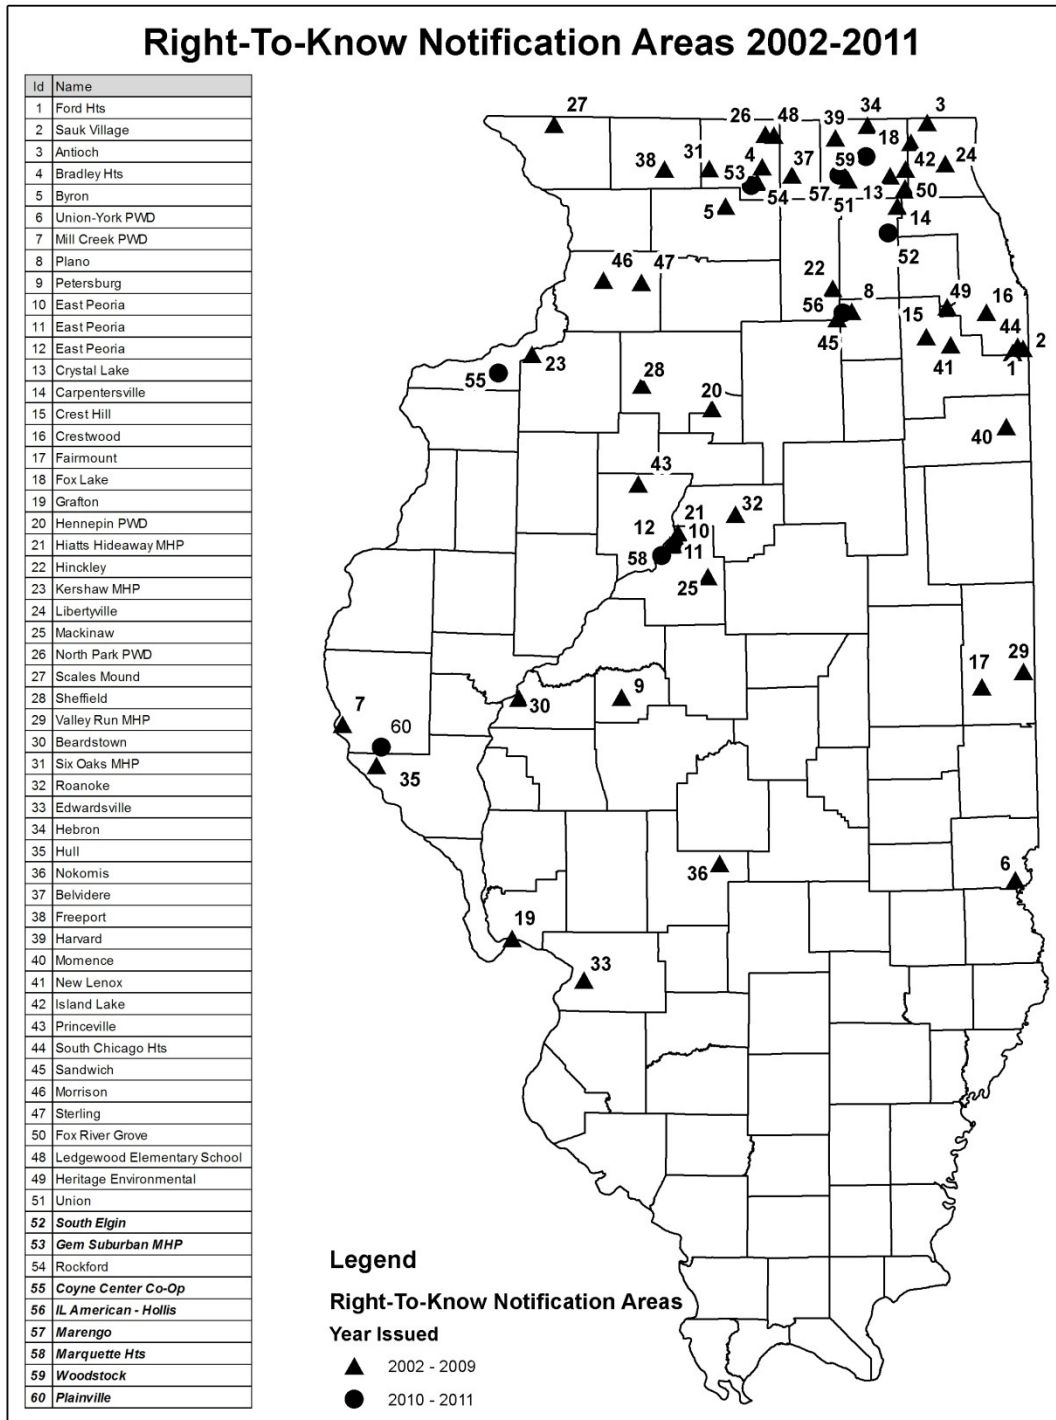 Right-To-Know Notification Areas 2002-2011
Id Name
1 Ford Hts
2 Sauk Village
3 Antioch
4 Bradley Hts
5 Byron
6 Union-York PWD
7 Mill Creek PWD
8 Plano
9 Petersburg
10 East Peoria
11 East Peoria
12 East Peoria
13 Crystal Lake
14 Carpentersville
15 Crest Hill
16 Crestwood
17 Fairmount
18 Fox Lake
19 Grafton
20 Hennepin PWD
21 Hiatts Hideaway MHP
22 Hinckley
23 Kershaw MHP
24 Libertyville
25 Mackinaw
26 North Park PWD
27 Scales Mound
28 Sheffield
29 Valley Run MHP
30 Beardstown
31 Six Oaks MHP
32 Roanoke
33 Edwardsville
34 Hebron
35 Hull
36 Nokomis
37 Belvidere
38 Freeport
39 Harvard
40 Momence
41 New Lenox
42 Island Lake
43 Princeville
44 South Chicago Hts
45 Sandwich
46 Morrison
47 Sterling
50 Fox River Grove
48 Ledgewood Elementary School
49 Heritage Environmental
51 Union
52 South Elgin
53 Gem Suburban MHP
54 Rockford
55 Coyne Center Co-Op
56 IL American - Hollis
57 Marengo
58 Marquette Hts
59 Woodstock
60 Plainville
27
26 48
39
34
3
18
38
31
4
37
59
42
24
53
54
57
51
13
50
5
14
52
46
47
22
8
56
45
49
16
15
44
2
41
1
23
55
28
20
40
43
32
21
12
10
11
58
25
17
29
7
30
9
60
35
36
6
19
33
Legend
Right-To-Know Notification Areas
Year Issued
2002 - 2009
2010 - 2011